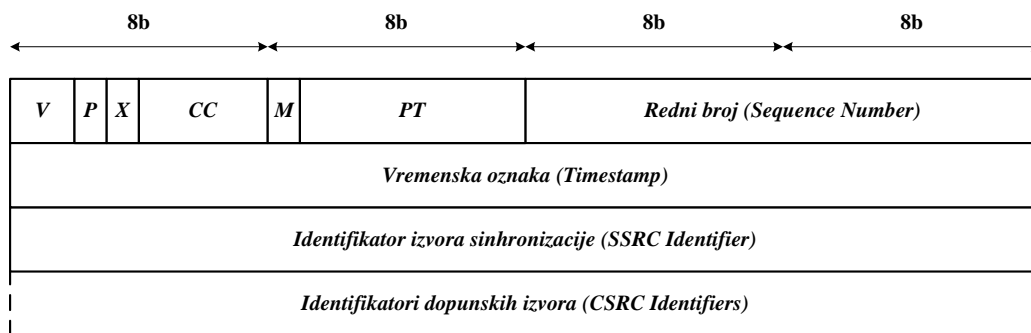 8b 8b 8b 8b
V P X CC M PT Redni broj (Sequence Number)
Vremenska oznaka (Timestamp)
Identifikator izvora sinhronizacije (SSRC Identifier)
Identifikatori dopunskih izvora (CSRC Identifiers)